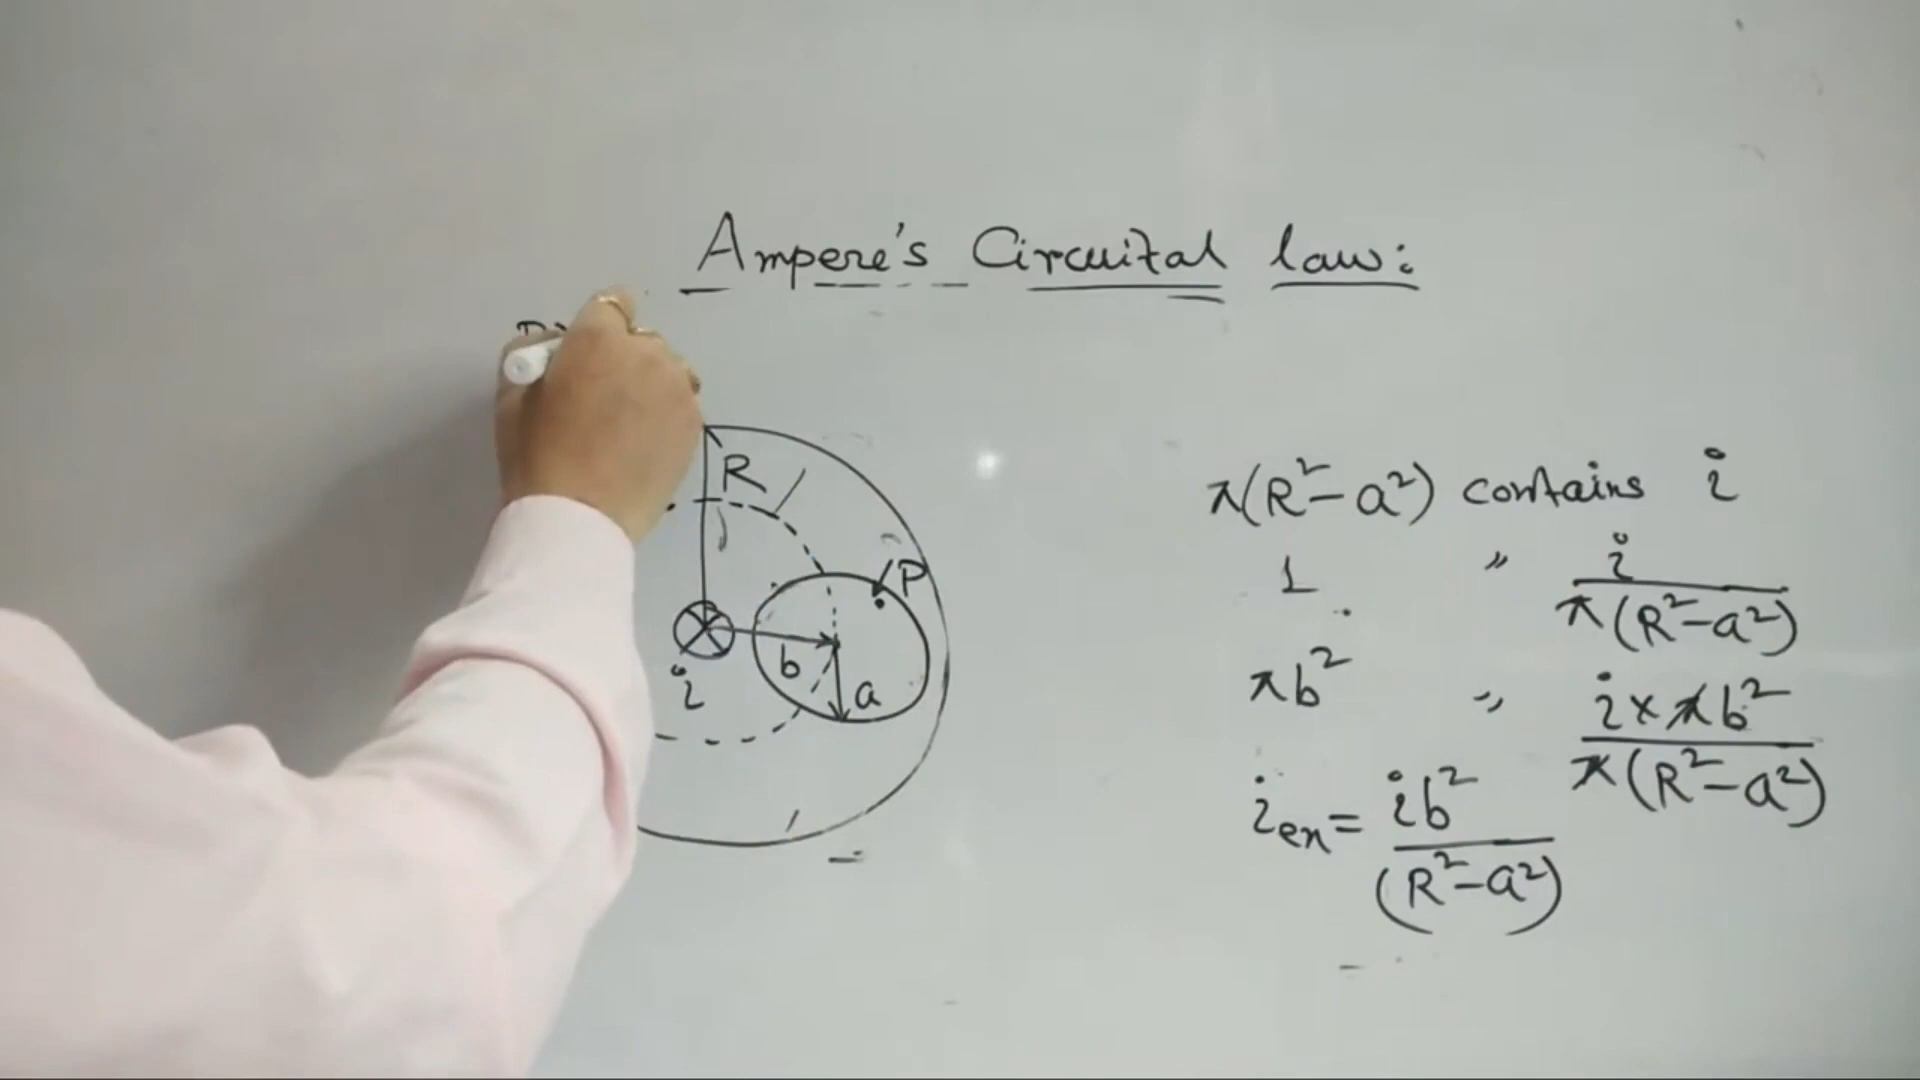 Ampere's Circuital law:
R
P
b
a
i
π(R²-a²) contains i
1 " i/π(R²-a²)
πb² " i×πb²/π(R²-a²)
i_en = ib²/(R²-a²)